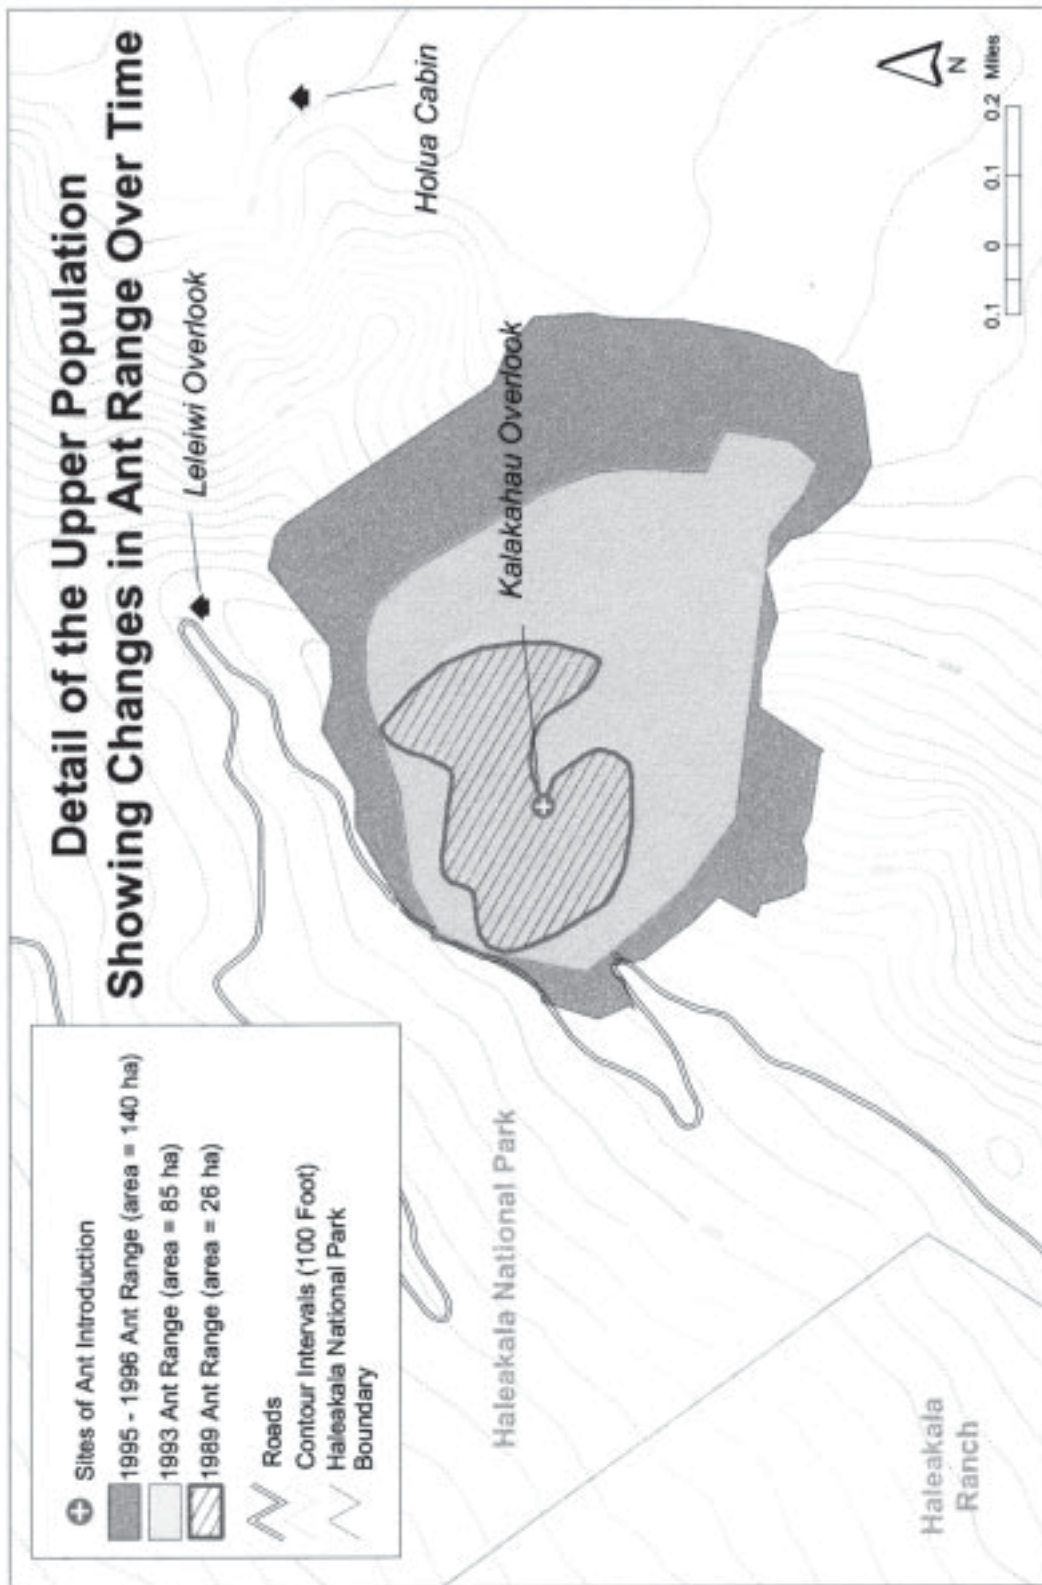 Detail of the Upper Population
Showing Changes in Ant Range Over Time
Sites of Ant Introduction
1995 - 1996 Ant Range (area = 140 ha)
1993 Ant Range (area = 85 ha)
1989 Ant Range (area = 26 ha)
Roads
Contour Intervals (100 Foot)
Haleakala National Park
Boundary
Leleiwi Overlook
Holua Cabin
Kalakahau Overlook
Haleakala National Park
Haleakala
Ranch
N
0.1 0 0.1 0.2 Miles